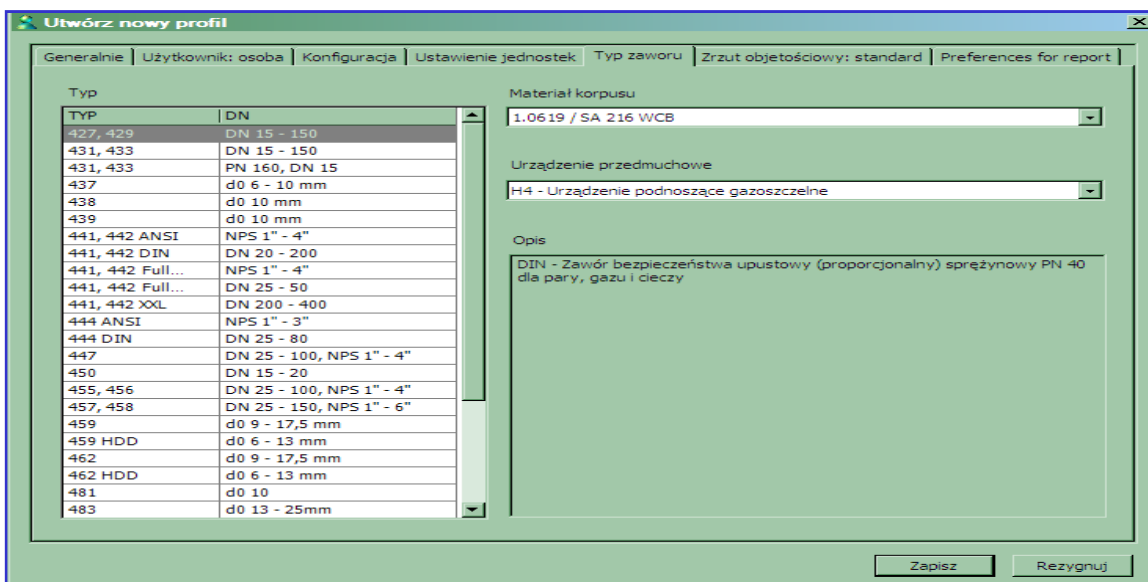 Utwórz nowy profil
Generalnie Użytkownik: osoba Konfiguracja Ustawienie jednostek Typ zaworu Zrzut objetościowy: standard Preferences for report
Typ
TYP DN
427, 429 DN 15 - 150
431, 433 DN 15 - 150
431, 433 PN 160, DN 15
437 d0 6 - 10 mm
438 d0 10 mm
439 d0 10 mm
441, 442 ANSI NPS 1" - 4"
441, 442 DIN DN 20 - 200
441, 442 Full... NPS 1" - 4"
441, 442 Full... DN 25 - 50
441, 442 XXL DN 200 - 400
444 ANSI NPS 1" - 3"
444 DIN DN 25 - 80
447 DN 25 - 100, NPS 1" - 4"
450 DN 15 - 20
455, 456 DN 25 - 100, NPS 1" - 4"
457, 458 DN 25 - 150, NPS 1" - 6"
459 d0 9 - 17,5 mm
459 HDD d0 6 - 13 mm
462 d0 9 - 17,5 mm
462 HDD d0 6 - 13 mm
481 d0 10
483 d0 13 - 25mm
Materiał korpusu
1.0619 / SA 216 WCB
Urządzenie przedmuchowe
H4 - Urządzenie podnoszące gazoszczelne
Opis
DIN - Zawór bezpieczeństwa upustowy (proporcjonalny) sprężynowy PN 40
dla pary, gazu i cieczy
Zapisz Rezygnuj